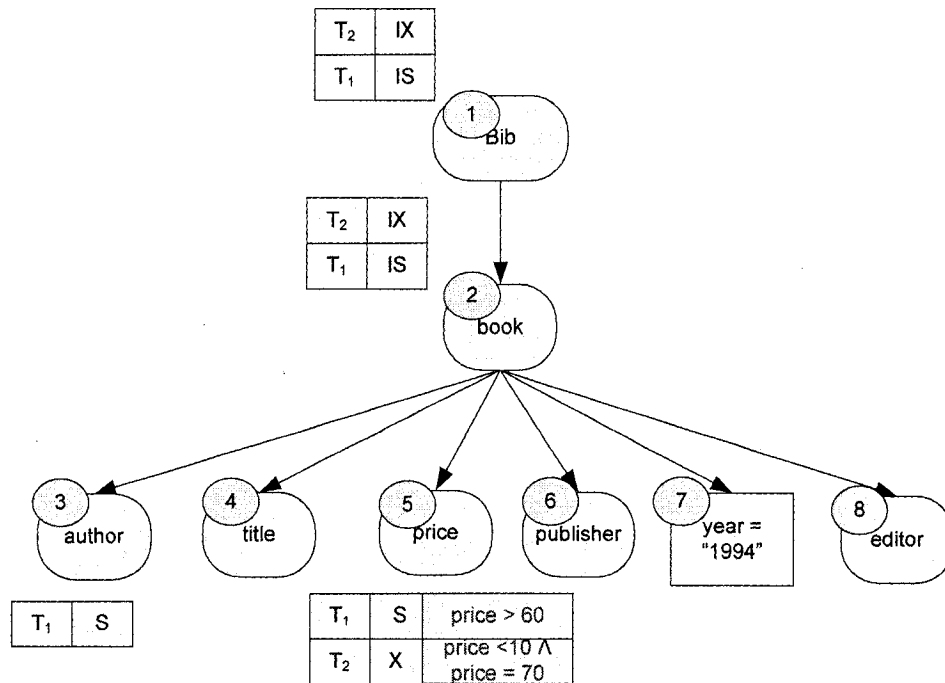 T₂ IX
T₁ IS
1
Bib
T₂ IX
T₁ IS
2
book
3
author
4
title
5
price
6
publisher
7
year =
"1994"
8
editor
T₁ S
T₁ S price > 60
T₂ X price <10 Λ
price = 70